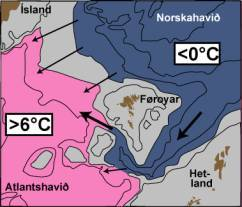 Ísland
Norskahavið
<0°C
Føroyar
>6°C
Het-
land
Atlantshavið